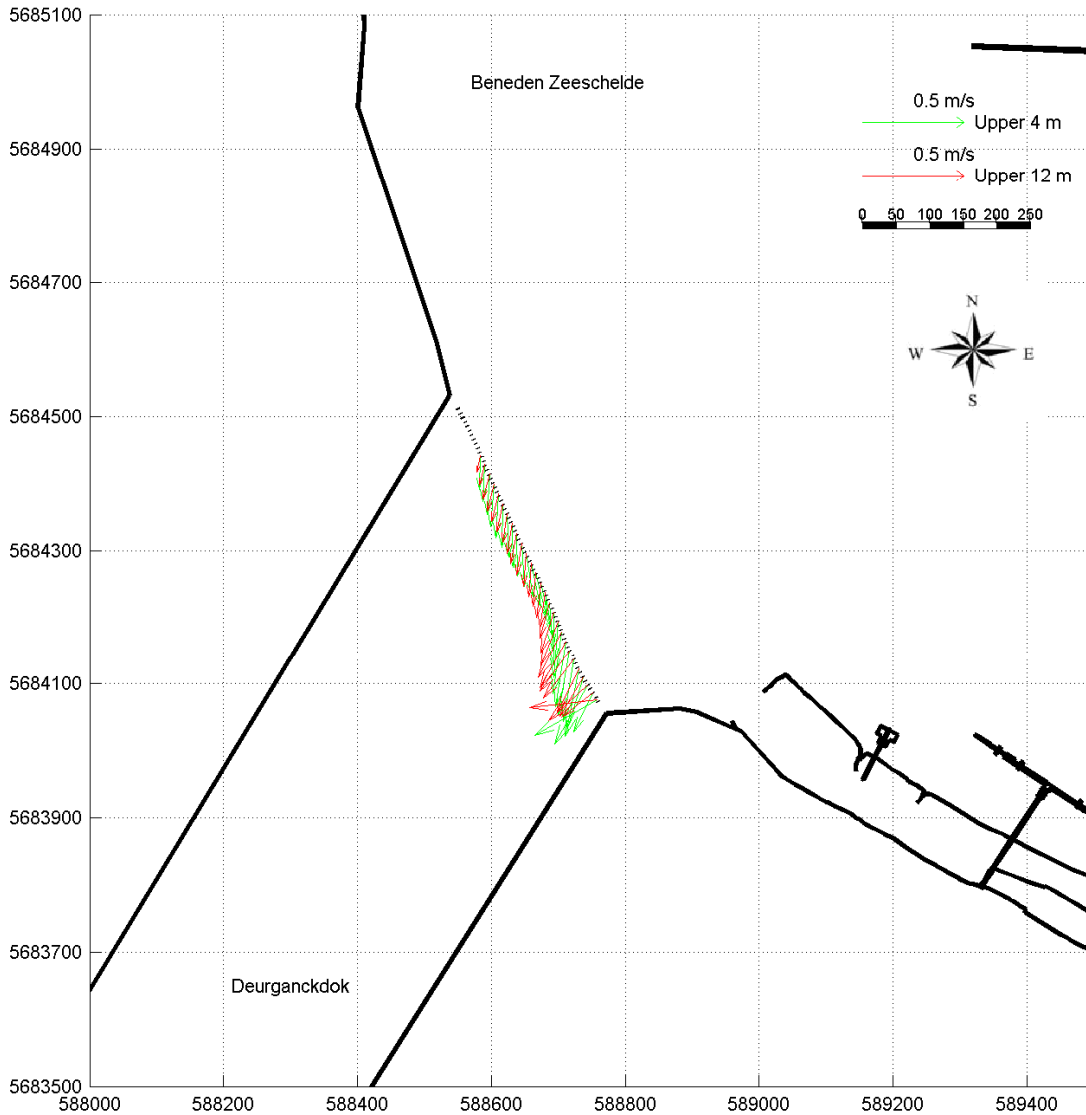 5685100
Beneden Zeeschelde
0.5 m/s
Upper 4 m
5684900
0.5 m/s
Upper 12 m
0 50 100 150 200 250
5684700
N
W E
S
5684500
5684300
5684100
5683900
5683700
Deurganckdok
5683500
588000 588200 588400 588600 588800 589000 589200 589400